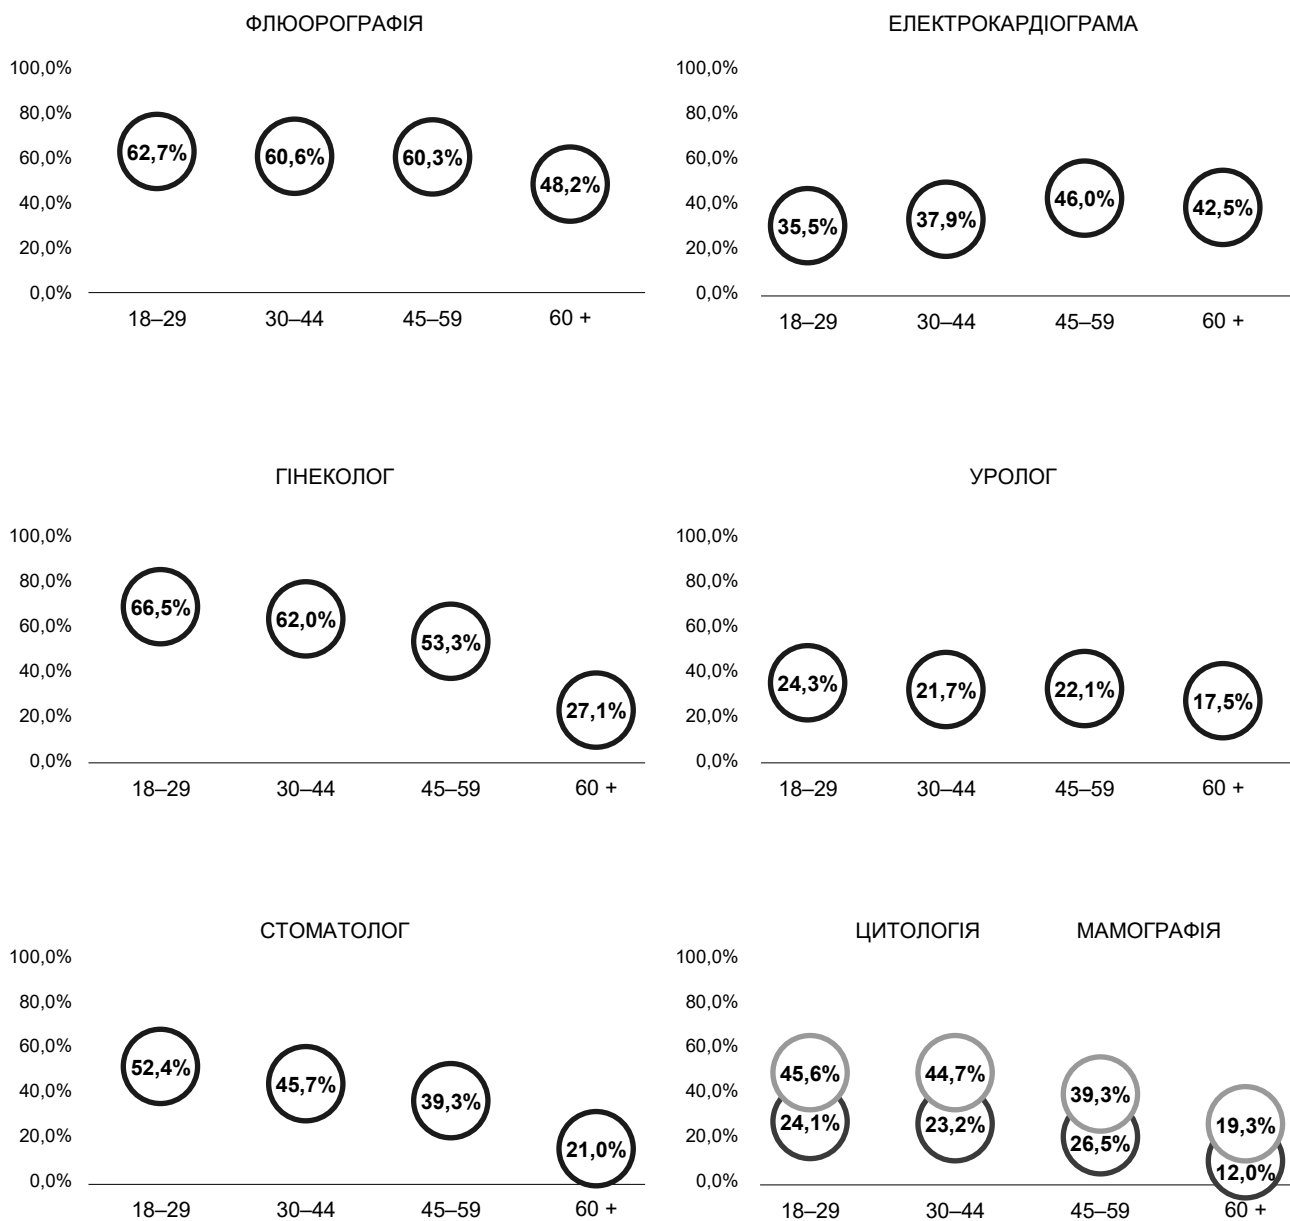 ФЛЮОРОГРАФІЯ
100,0%
80,0%
60,0%
40,0%
20,0%
0,0%
62,7% 60,6% 60,3% 48,2%
18–29 30–44 45–59 60 +
ЕЛЕКТРОКАРДІОГРАМА
100,0%
80,0%
60,0%
40,0%
20,0%
0,0%
35,5% 37,9% 46,0% 42,5%
18–29 30–44 45–59 60 +
ГІНЕКОЛОГ
100,0%
80,0%
60,0%
40,0%
20,0%
0,0%
66,5% 62,0% 53,3% 27,1%
18–29 30–44 45–59 60 +
УРОЛОГ
100,0%
80,0%
60,0%
40,0%
20,0%
0,0%
24,3% 21,7% 22,1% 17,5%
18–29 30–44 45–59 60 +
СТОМАТОЛОГ
100,0%
80,0%
60,0%
40,0%
20,0%
0,0%
52,4% 45,7% 39,3% 21,0%
18–29 30–44 45–59 60 +
ЦИТОЛОГІЯ МАМОГРАФІЯ
100,0%
80,0%
60,0%
40,0%
20,0%
0,0%
45,6% 44,7% 39,3% 19,3%
24,1% 23,2% 26,5% 12,0%
18–29 30–44 45–59 60 +